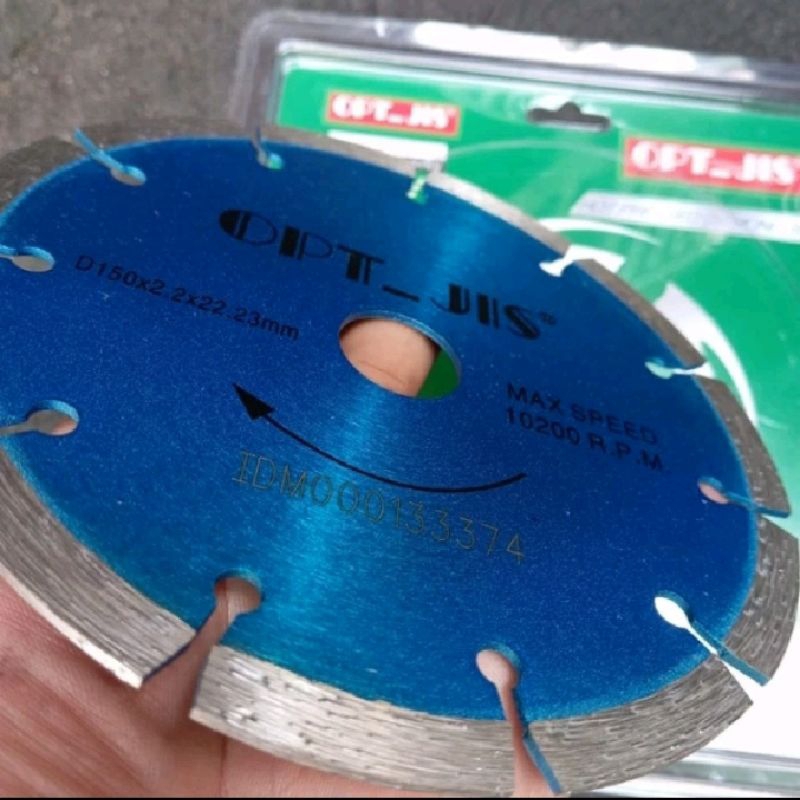 OPT_JIS
OPT_JIS
OPT_JIS®
D150x2.2x22.23mm
MAX SPEED
10200 R.P.M
IDM000133374